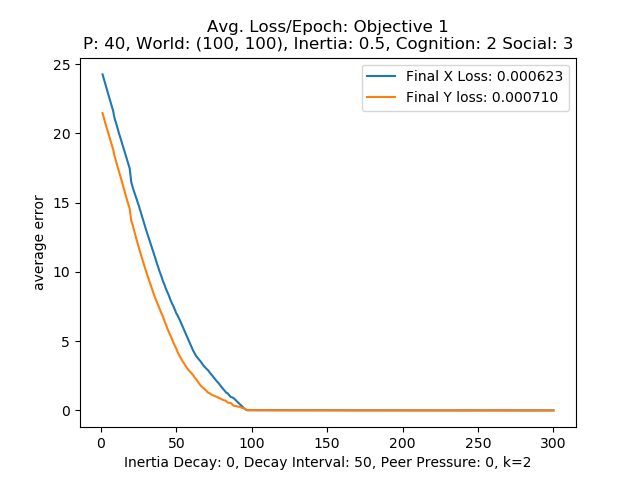 Avg. Loss/Epoch: Objective 1
P: 40, World: (100, 100), Inertia: 0.5, Cognition: 2 Social: 3
Final X Loss: 0.000623
Final Y loss: 0.000710
average error
25
20
15
10
5
0
0 50 100 150 200 250 300
Inertia Decay: 0, Decay Interval: 50, Peer Pressure: 0, k=2